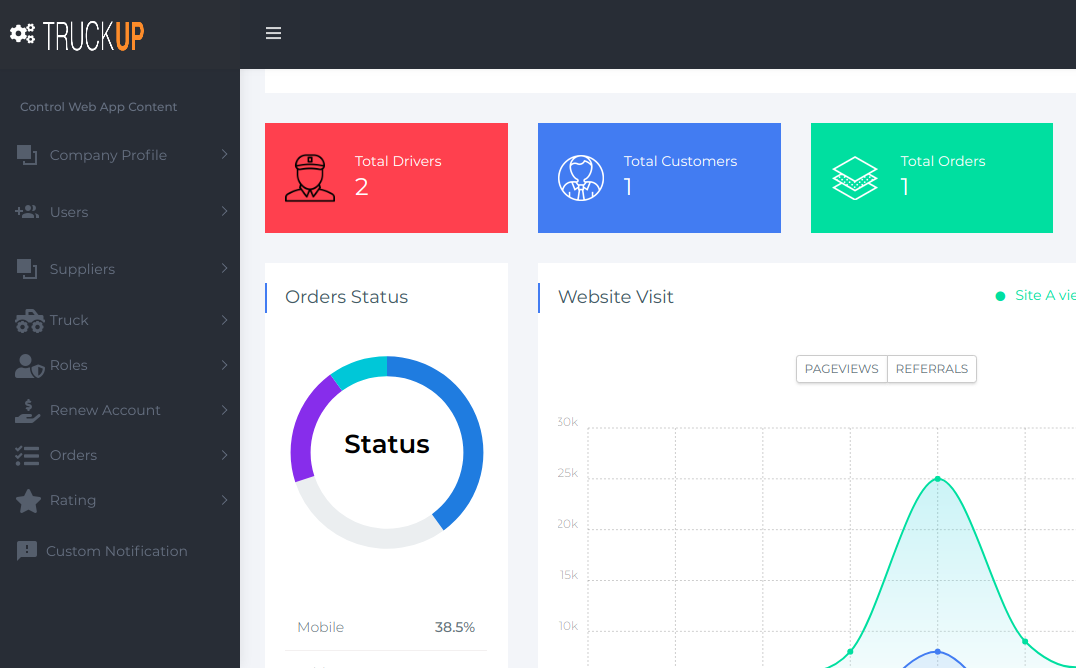 TRUCKUP
Control Web App Content
Company Profile
Users
Suppliers
Truck
Roles
Renew Account
Orders
Rating
Custom Notification
Total Drivers
2
Total Customers
1
Total Orders
1
Orders Status
Status
Mobile 38.5%
Website Visit
Site A vie
PAGEVIEWS REFERRALS
30k
25k
20k
15k
10k